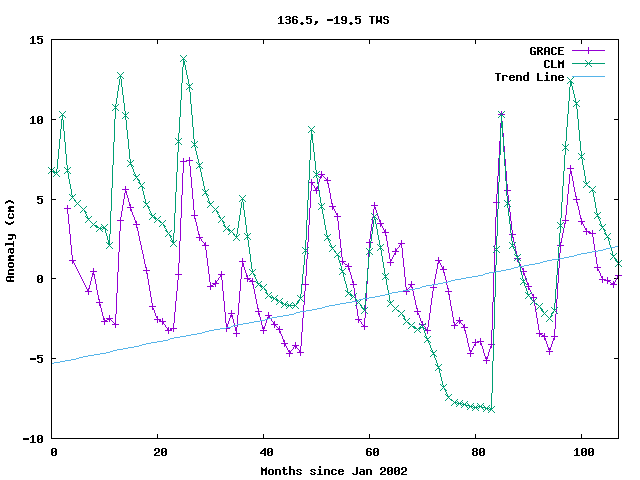 136.5, -19.5 TWS
15
GRACE
CLM
Trend Line
10
5
0
-5
-10
Anomaly (cm)
0 20 40 60 80 100
Months since Jan 2002